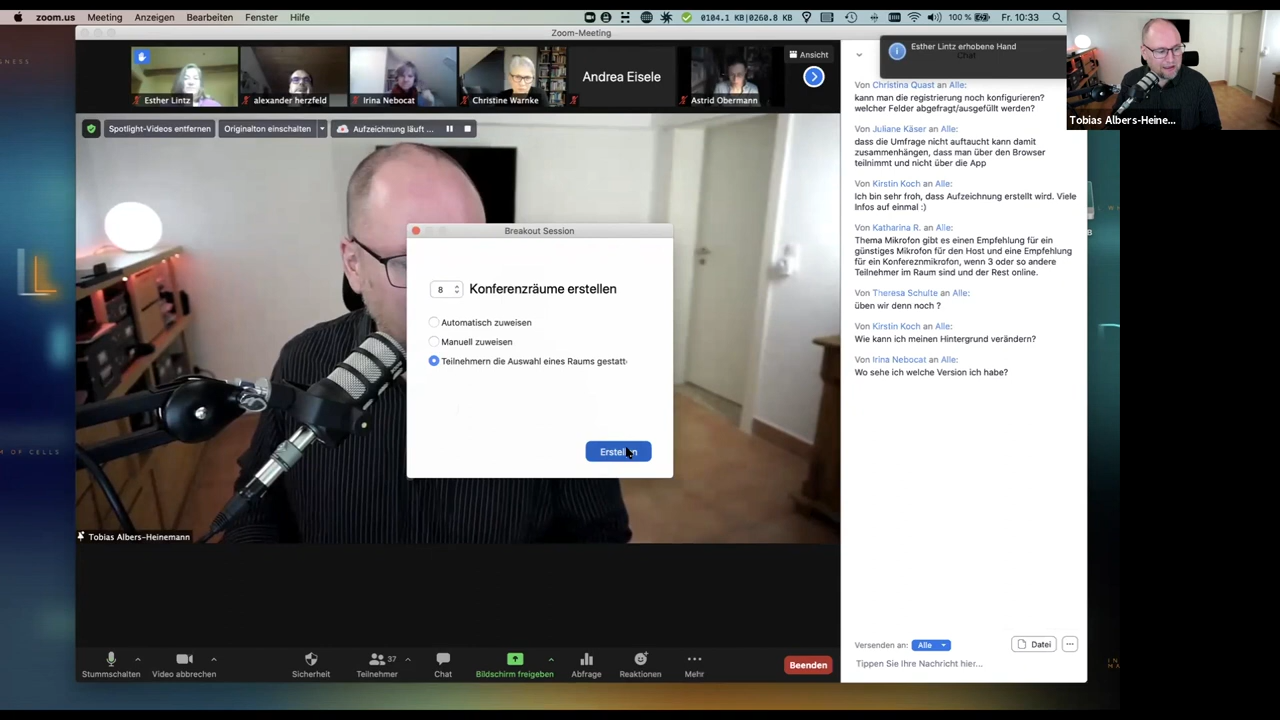 zoom.us Meeting Anzeigen Bearbeiten Fenster Hilfe
0104.1 KB|0260.8 KB 100 % Fr. 10:33
Zoom-Meeting
Esther Lintz
alexander herzfeld
Irina Nebocat
Christine Warnke
Andrea Eisele
Astrid Obermann
Ansicht
Spotlight-Videos entfernen
Originalton einschalten
Aufzeichnung läuft ...
Esther Lintz erhobene Hand
Chat
Tobias Albers-Heine...
Von Christina Quast an Alle:
kann man die registrierung noch konfigurieren?
welcher Felder abgefragt/ausgefüllt werden?
Von Juliane Käser an Alle:
dass die Umfrage nicht auftaucht kann damit
zusammenhängen, dass man über den Browser
teilnimmt und nicht über die App
Von Kirstin Koch an Alle:
Ich bin sehr froh, dass Aufzeichnung erstellt wird. Viele
Infos auf einmal :)
Von Katharina R. an Alle:
Thema Mikrofon gibt es einen Empfehlung für ein
günstiges Mikrofon für den Host und eine Empfehlung
für ein Konfereznmikrofon, wenn 3 oder so andere
Teilnehmer im Raum sind und der Rest online.
Von Theresa Schulte an Alle:
üben wir denn noch ?
Von Kirstin Koch an Alle:
Wie kann ich meinen Hintergrund verändern?
Von Irina Nebocat an Alle:
Wo sehe ich welche Version ich habe?
Breakout Session
8 Konferenzräume erstellen
Automatisch zuweisen
Manuell zuweisen
Teilnehmern die Auswahl eines Raums gestatt
Erstellen
Tobias Albers-Heinemann
Versenden an: Alle
Datei
Tippen Sie Ihre Nachricht hier...
Stummschalten
Video abbrechen
Sicherheit
37
Teilnehmer
Chat
Bildschirm freigeben
Abfrage
Reaktionen
Mehr
Beenden